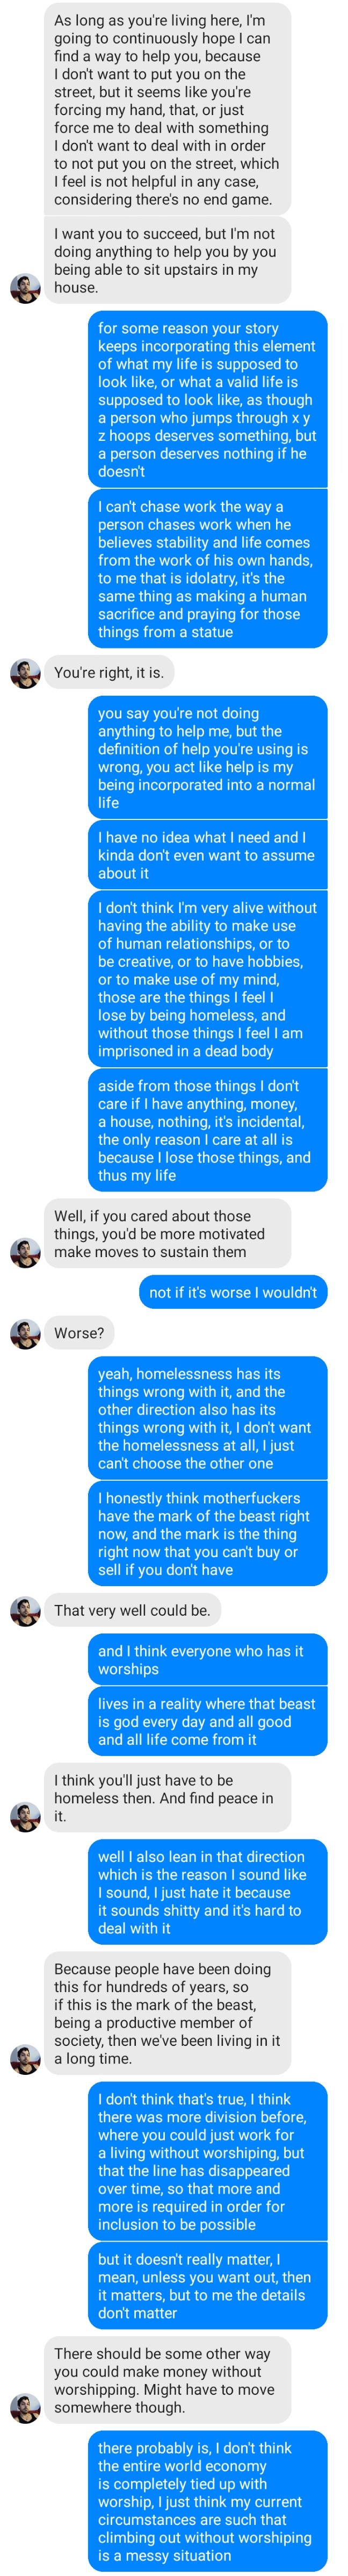 As long as you're living here, I'm
going to continuously hope I can
find a way to help you, because
I don't want to put you on the
street, but it seems like you're
forcing my hand, that, or just
force me to deal with something
I don't want to deal with in order
to not put you on the street, which
I feel is not helpful in any case,
considering there's no end game.
I want you to succeed, but I'm not
doing anything to help you by you
being able to sit upstairs in my
house.
for some reason your story
keeps incorporating this element
of what my life is supposed to
look like, or what a valid life is
supposed to look like, as though
a person who jumps through x y
z hoops deserves something, but
a person deserves nothing if he
doesn't
I can't chase work the way a
person chases work when he
believes stability and life comes
from the work of his own hands,
to me that is idolatry, it's the
same thing as making a human
sacrifice and praying for those
things from a statue
You're right, it is.
you say you're not doing
anything to help me, but the
definition of help you're using is
wrong, you act like help is my
being incorporated into a normal
life
I have no idea what I need and I
kinda don't even want to assume
about it
I don't think I'm very alive without
having the ability to make use
of human relationships, or to
be creative, or to have hobbies,
or to make use of my mind,
those are the things I feel I
lose by being homeless, and
without those things I feel I am
imprisoned in a dead body
aside from those things I don't
care if I have anything, money,
a house, nothing, it's incidental,
the only reason I care at all is
because I lose those things, and
thus my life
Well, if you cared about those
things, you'd be more motivated
make moves to sustain them
not if it's worse I wouldn't
Worse?
yeah, homelessness has its
things wrong with it, and the
other direction also has its
things wrong with it, I don't want
the homelessness at all, I just
can't choose the other one
I honestly think motherfuckers
have the mark of the beast right
now, and the mark is the thing
right now that you can't buy or
sell if you don't have
That very well could be.
and I think everyone who has it
worships
lives in a reality where that beast
is god every day and all good
and all life come from it
I think you'll just have to be
homeless then. And find peace in
it.
well I also lean in that direction
which is the reason I sound like
I sound, I just hate it because
it sounds shitty and it's hard to
deal with it
Because people have been doing
this for hundreds of years, so
if this is the mark of the beast,
being a productive member of
society, then we've been living in it
a long time.
I don't think that's true, I think
there was more division before,
where you could just work for
a living without worshiping, but
that the line has disappeared
over time, so that more and
more is required in order for
inclusion to be possible
but it doesn't really matter, I
mean, unless you want out, then
it matters, but to me the details
don't matter
There should be some other way
you could make money without
worshipping. Might have to move
somewhere though.
there probably is, I don't think
the entire world economy
is completely tied up with
worship, I just think my current
circumstances are such that
climbing out without worshiping
is a messy situation